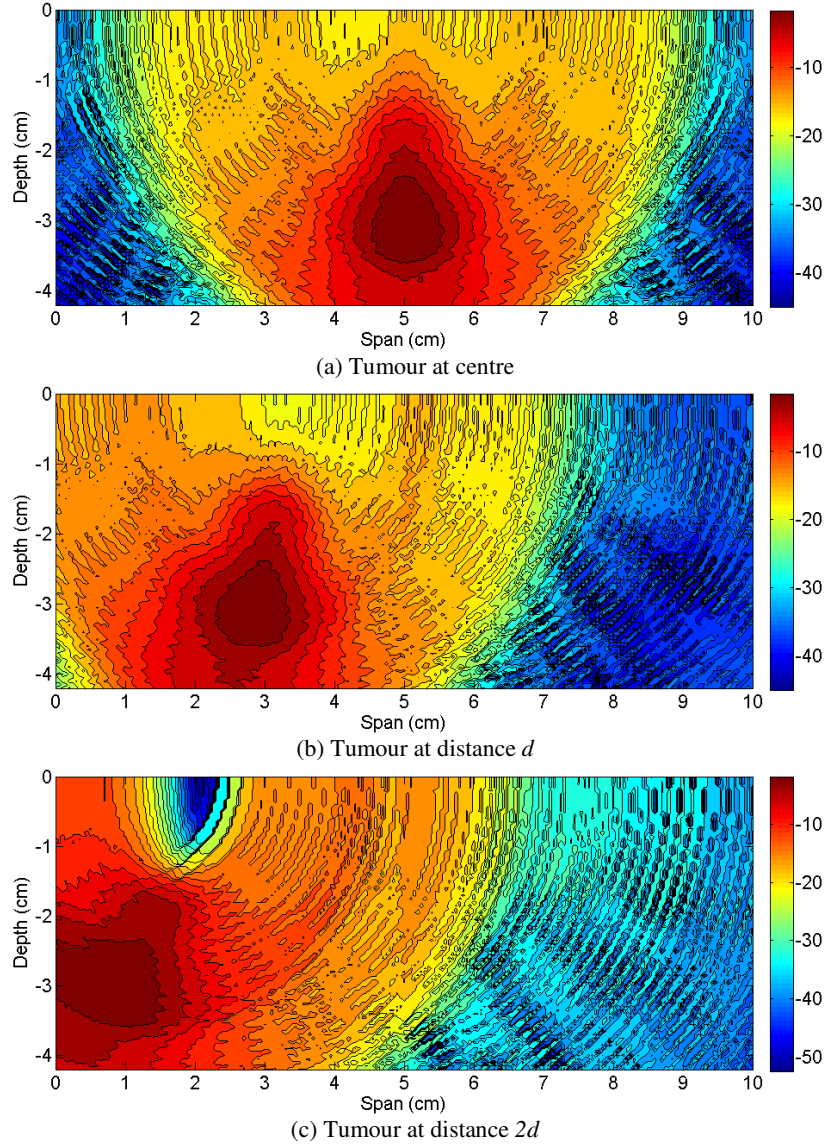 0
-1
-2
-3
-4
Depth (cm)
0 1 2 3 4 5 6 7 8 9 10
Span (cm)
-10
-20
-30
-40
(a) Tumour at centre
0
-1
-2
-3
-4
Depth (cm)
0 1 2 3 4 5 6 7 8 9 10
Span (cm)
-10
-20
-30
-40
(b) Tumour at distance d
0
-1
-2
-3
-4
Depth (cm)
0 1 2 3 4 5 6 7 8 9 10
Span (cm)
-10
-20
-30
-40
-50
(c) Tumour at distance 2d